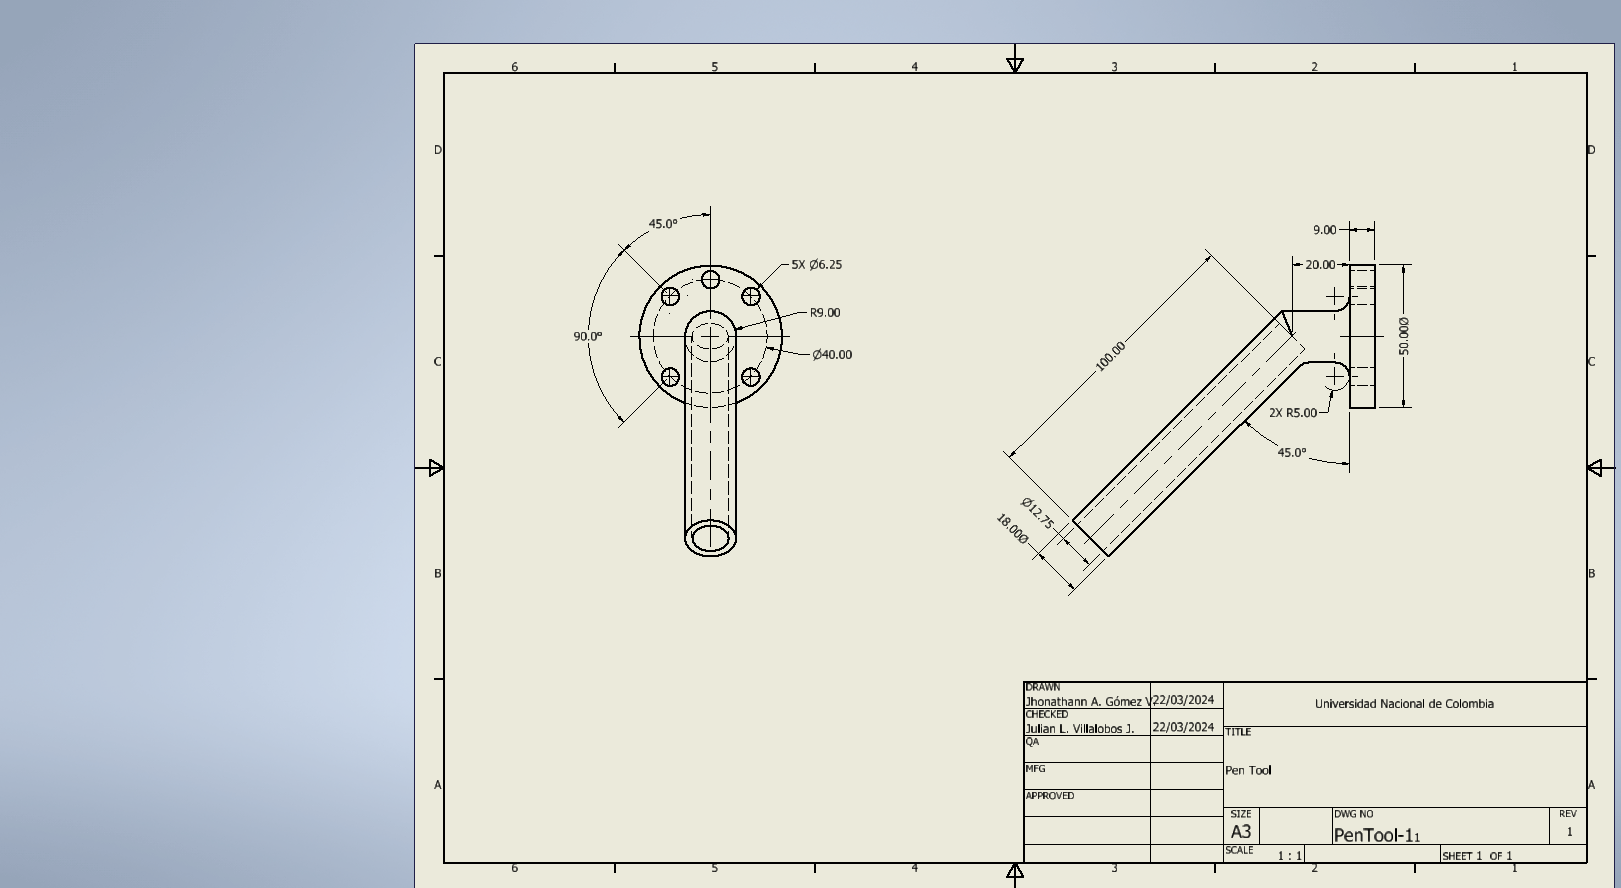 6 5 4 3 2 1
D D
45.0°
5X Ø6.25
9.00
20.00
R9.00
90.0°
50.00Ø
Ø40.00
100.00
C C
2X R5.00
45.0°
Ø12.75
18.00Ø
B B
DRAWN
Jhonathann A. Gómez V. 22/03/2024
Universidad Nacional de Colombia
CHECKED
Julian L. Villalobos J. 22/03/2024
TITLE
QA
MFG
Pen Tool
A A
APPROVED
SIZE DWG NO REV
A3 PenTool-11 1
SCALE 1 : 1 SHEET 1 OF 1
6 5 4 3 2 1